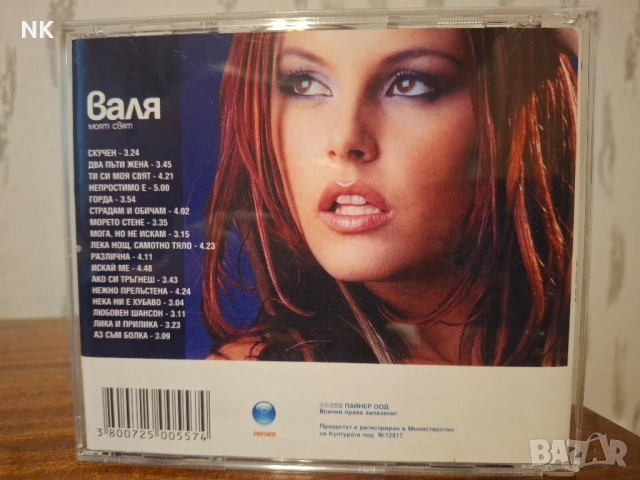 NK
Валя
моят свят
СКУЧЕН - 3.24
ДВА ПЪТИ ЖЕНА - 3.45
ТИ СИ МОЯ СВЯТ - 4.21
НЕПРОСТИМО Е - 5.00
ГОРДА - 3.54
СТРАДАМ И ОБИЧАМ - 4.02
МОРЕТО СТЕНЕ - 3.35
МОГА, НО НЕ ИСКАМ - 3.15
ЛЕКА НОЩ, САМОТНО ТЯЛО - 4.23
РАЗЛИЧНА - 4.11
ИСКАЙ МЕ - 4.48
АКО СИ ТРЪГНЕШ - 3.43
НЕЖНО ПРЕЛЪСТЕНА - 4.24
НЕКА НИ Е ХУБАВО - 3.04
ЛЮБОВЕН ШАНСОН - 3.11
ЛИКА И ПРИЛИКА - 3.23
АЗ СЪМ БОЛКА - 3.09
3 800725 005574
PAYNER
℗©2002 ПАЙНЕР ООД
Всички права запазени!
Продуктът е регистриран в Министерство
на Културата под №12817
BAZAR
bg